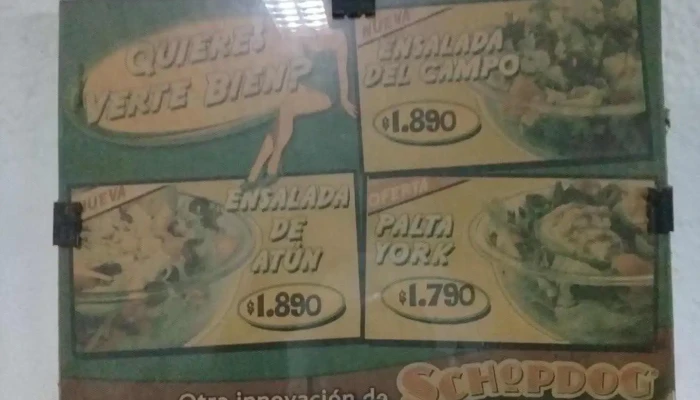 QUIERES
VERTE BIEN?
NUEVA
ENSALADA
DEL CAMPO
$1.890
NUEVA
ENSALADA
DE
ATÚN
$1.890
OFERTA
PALTA
YORK
$1.790
Otra innovación de
SCHOPDOG